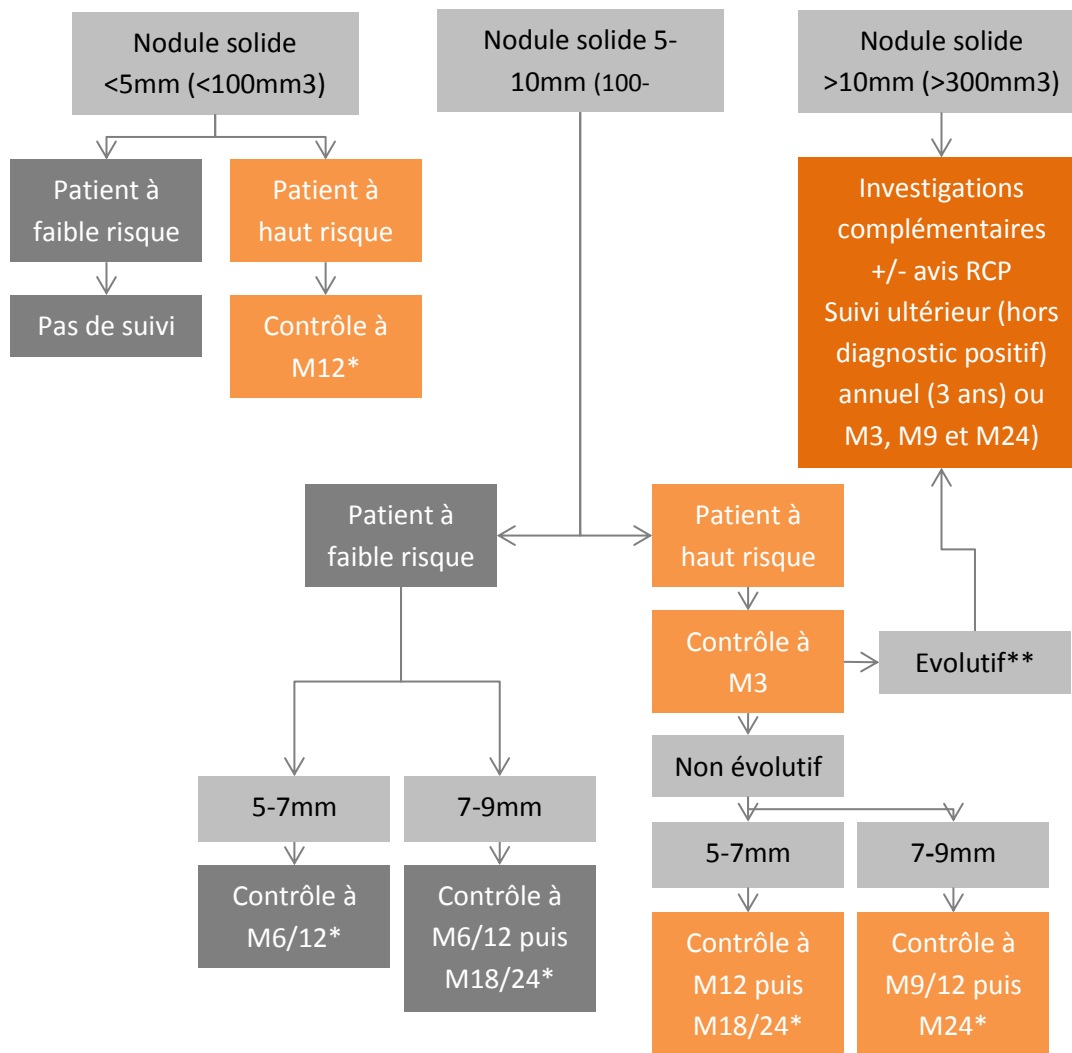 Nodule solide
<5mm (<100mm3)
Nodule solide 5-
10mm (100-
Nodule solide
>10mm (>300mm3)
Patient à
faible risque
Patient à
haut risque
Investigations
complémentaires
+/- avis RCP
Suivi ultérieur (hors
diagnostic positif)
annuel (3 ans) ou
M3, M9 et M24)
Pas de suivi
Contrôle à
M12*
Patient à
faible risque
Patient à
haut risque
Contrôle à
M3
Evolutif**
Non évolutif
5-7mm
7-9mm
5-7mm
7-9mm
Contrôle à
M6/12*
Contrôle à
M6/12 puis
M18/24*
Contrôle à
M12 puis
M18/24*
Contrôle à
M9/12 puis
M24*